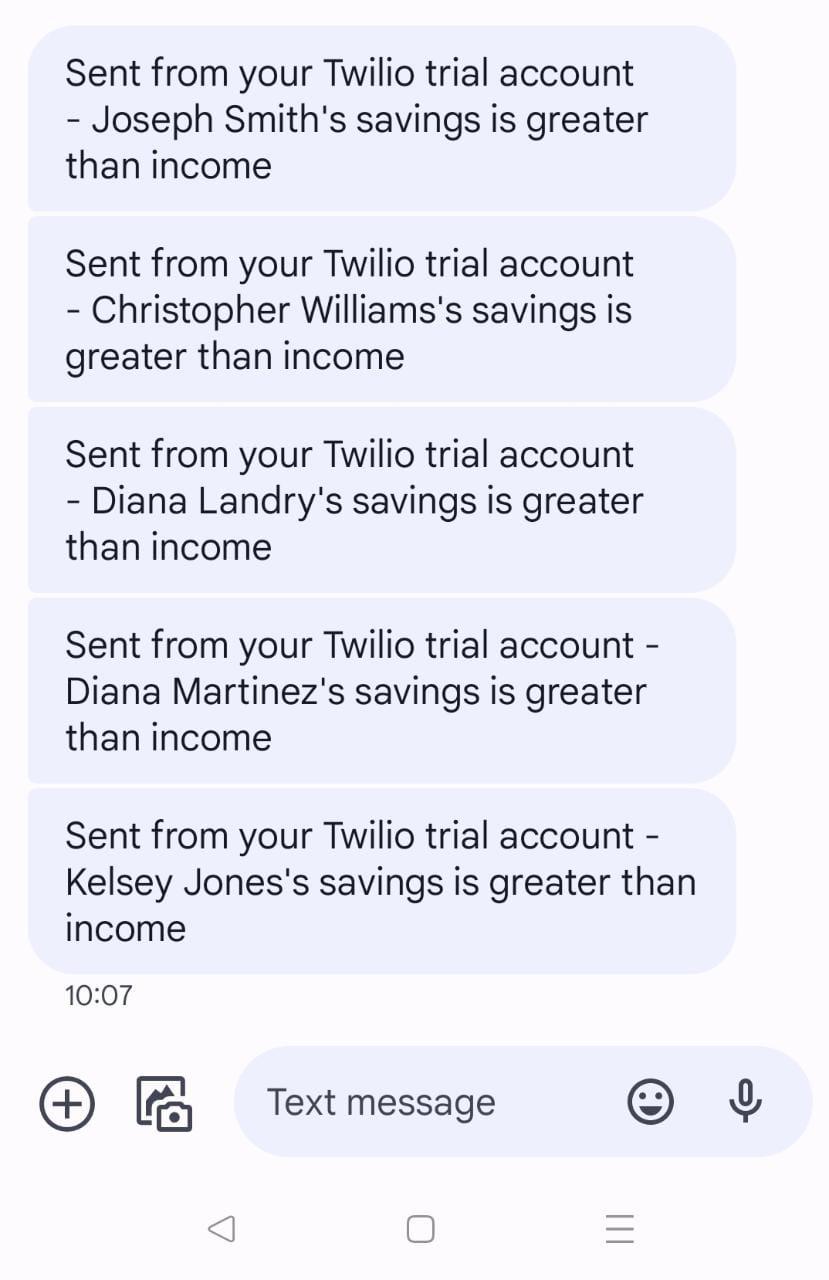 Sent from your Twilio trial account
- Joseph Smith's savings is greater
than income
Sent from your Twilio trial account
- Christopher Williams's savings is
greater than income
Sent from your Twilio trial account
- Diana Landry's savings is greater
than income
Sent from your Twilio trial account -
Diana Martinez's savings is greater
than income
Sent from your Twilio trial account -
Kelsey Jones's savings is greater than
income
10:07
Text message